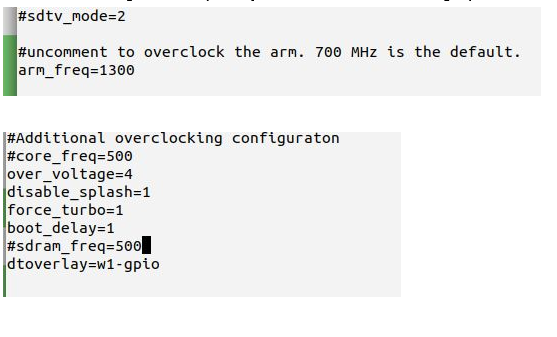 #sdtv_mode=2
#uncomment to overclock the arm. 700 MHz is the default.
arm_freq=1300
#Additional overclocking configuraton
#core_freq=500
over_voltage=4
disable_splash=1
force_turbo=1
boot_delay=1
#sdram_freq=500
dtoverlay=w1-gpio